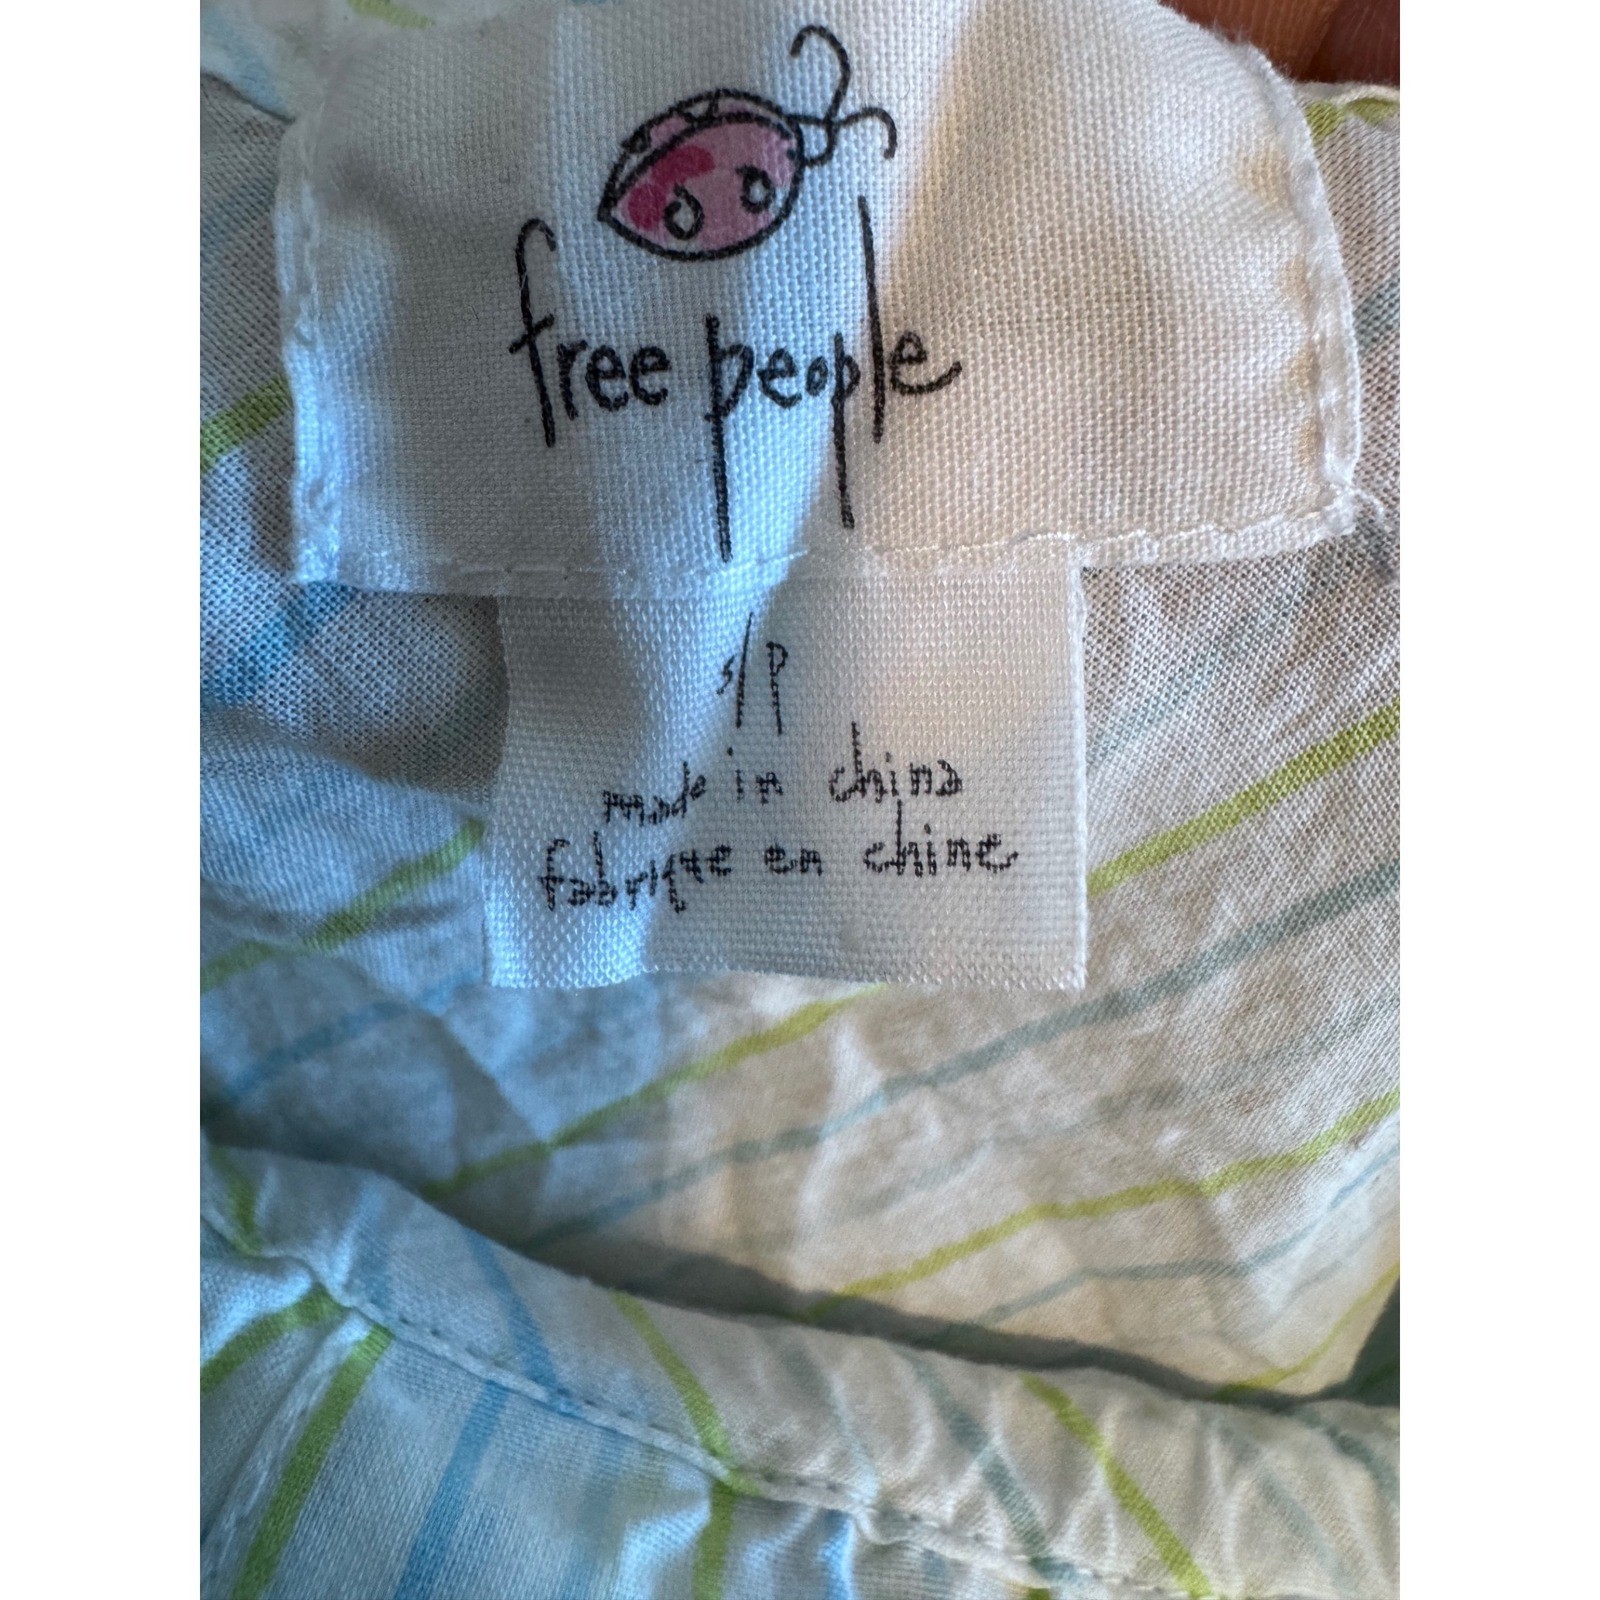 free people
s/p
made in china
fabrique en chine